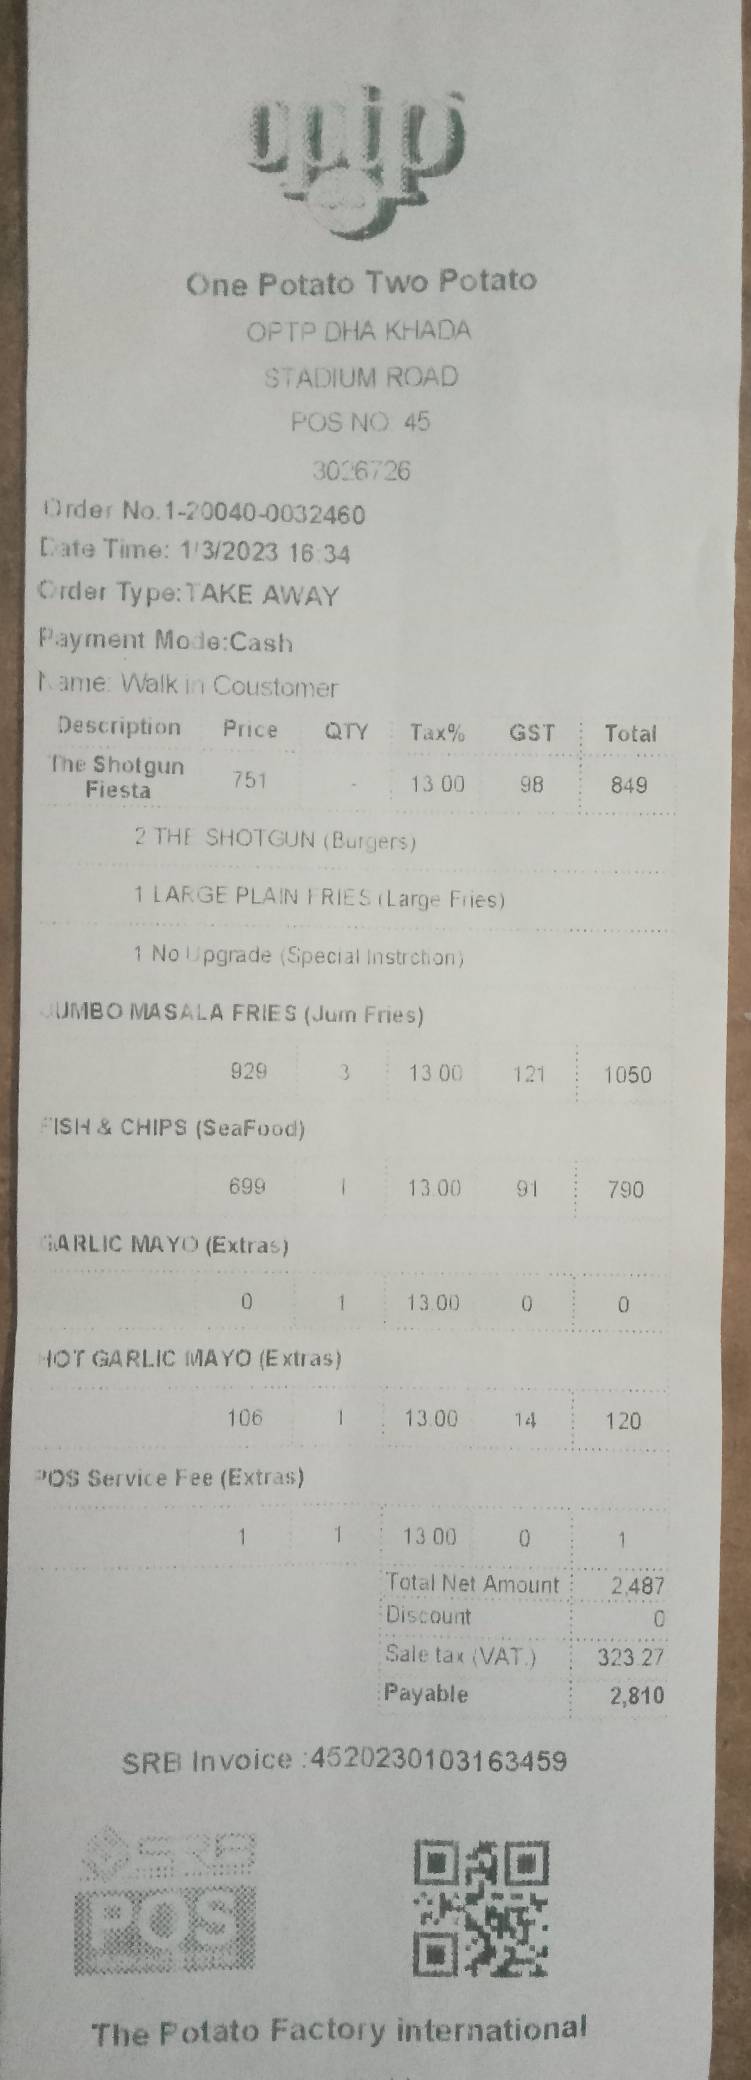 One Potato Two Potato
OPTP DHA KHADA
STADIUM ROAD
POS NO. 45
3026726
Order No.1-20040-0032460
Date Time: 1/3/2023 16:34
Order Type:TAKE AWAY
Payment Mode:Cash
Name: Walk in Coustomer
Description Price QTY Tax% GST Total
The Shotgun Fiesta 751 - 13.00 98 849
2 THE SHOTGUN (Burgers)
1 LARGE PLAIN FRIES (Large Fries)
1 No Upgrade (Special Instrction)
JUMBO MASALA FRIES (Jum Fries)
929 3 13.00 121 1050
FISH & CHIPS (SeaFood)
699 1 13.00 91 790
GARLIC MAYO (Extras)
0 1 13.00 0 0
HOT GARLIC MAYO (Extras)
106 1 13.00 14 120
POS Service Fee (Extras)
1 1 13.00 0 1
Total Net Amount 2,487
Discount 0
Sale tax (VAT.) 323.27
Payable 2,810
SRB Invoice :4520230103163459
SRB
POS
The Potato Factory international